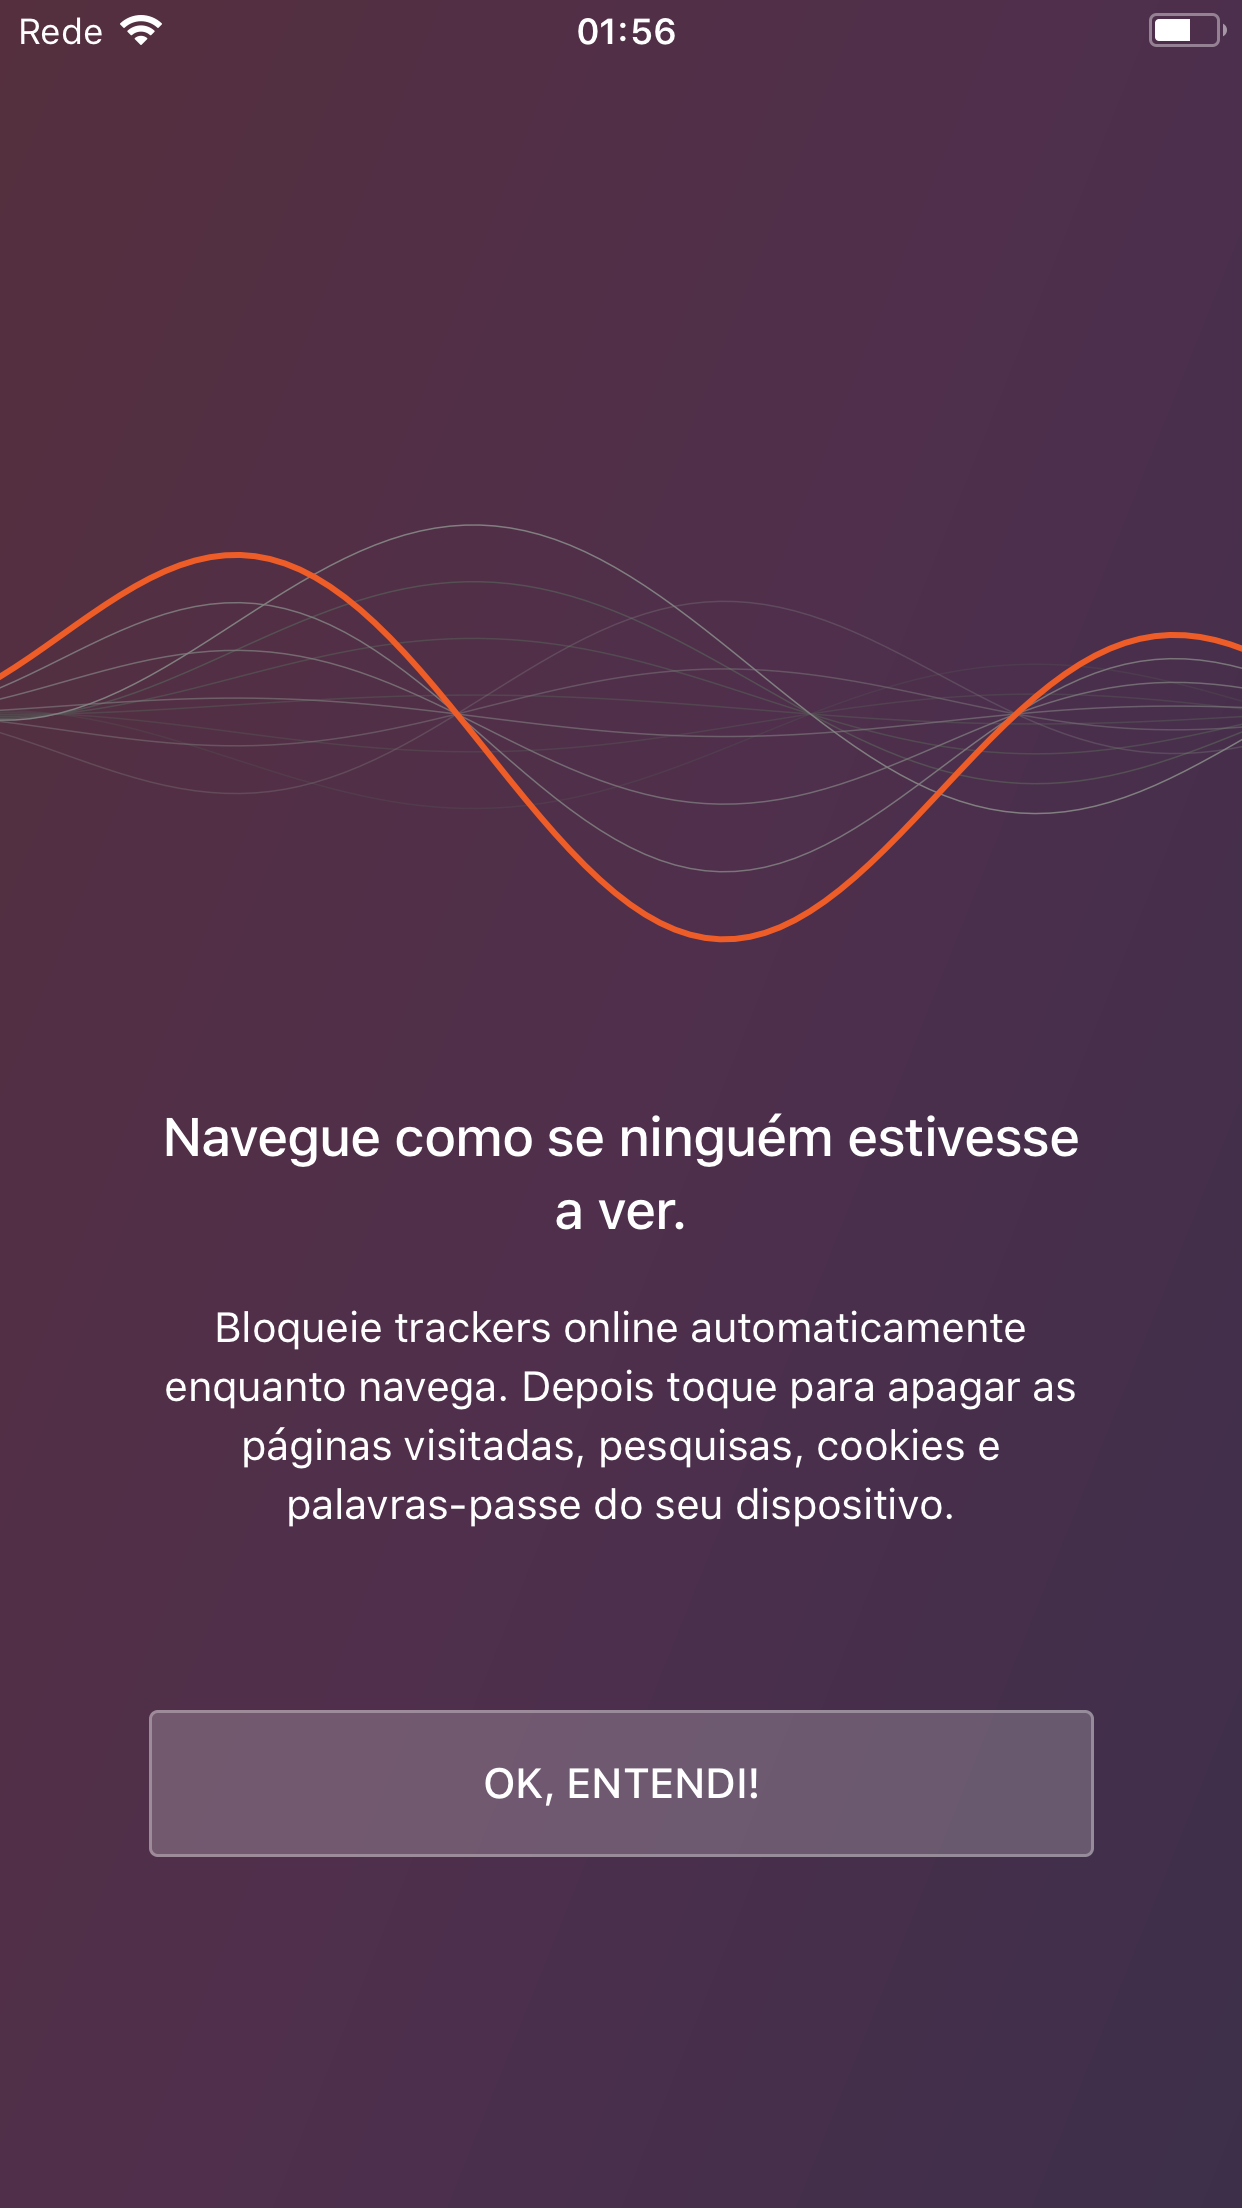 Rede
01:56
Navegue como se ninguém estivesse
a ver.
Bloqueie trackers online automaticamente
enquanto navega. Depois toque para apagar as
páginas visitadas, pesquisas, cookies e
palavras-passe do seu dispositivo.
OK, ENTENDI!